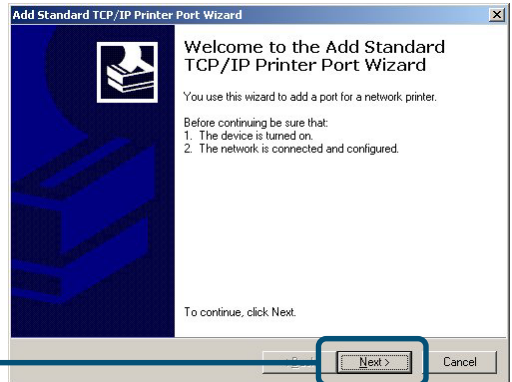 Add Standard TCP/IP Printer Port Wizard
Welcome to the Add Standard
TCP/IP Printer Port Wizard
You use this wizard to add a port for a network printer.
Before continuing be sure that:
1. The device is turned on.
2. The network is connected and configured.
To continue, click Next.
Next >
Cancel